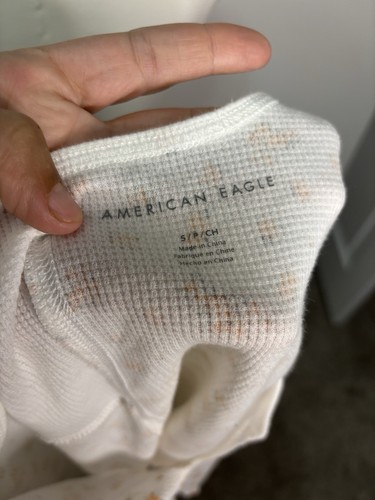 AMERICAN EAGLE
S/P/CH
Made in China
Fabriqué en Chine
Hecho en China